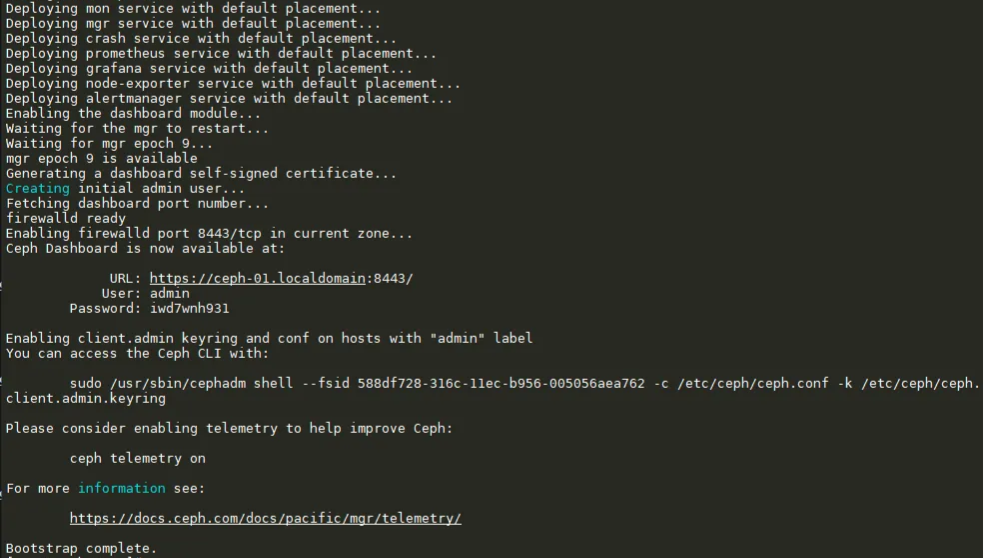 Deploying mon service with default placement...
Deploying mgr service with default placement...
Deploying crash service with default placement...
Deploying prometheus service with default placement...
Deploying grafana service with default placement...
Deploying node-exporter service with default placement...
Deploying alertmanager service with default placement...
Enabling the dashboard module...
Waiting for the mgr to restart...
Waiting for mgr epoch 9...
mgr epoch 9 is available
Generating a dashboard self-signed certificate...
Creating initial admin user...
Fetching dashboard port number...
firewalld ready
Enabling firewalld port 8443/tcp in current zone...
Ceph Dashboard is now available at:
URL: https://ceph-01.localdomain:8443/
User: admin
Password: iwd7wnh931
Enabling client.admin keyring and conf on hosts with "admin" label
You can access the Ceph CLI with:
sudo /usr/sbin/cephadm shell --fsid 588df728-316c-11ec-b956-005056aea762 -c /etc/ceph/ceph.conf -k /etc/ceph/ceph.
client.admin.keyring
Please consider enabling telemetry to help improve Ceph:
ceph telemetry on
For more information see:
https://docs.ceph.com/docs/pacific/mgr/telemetry/
Bootstrap complete.